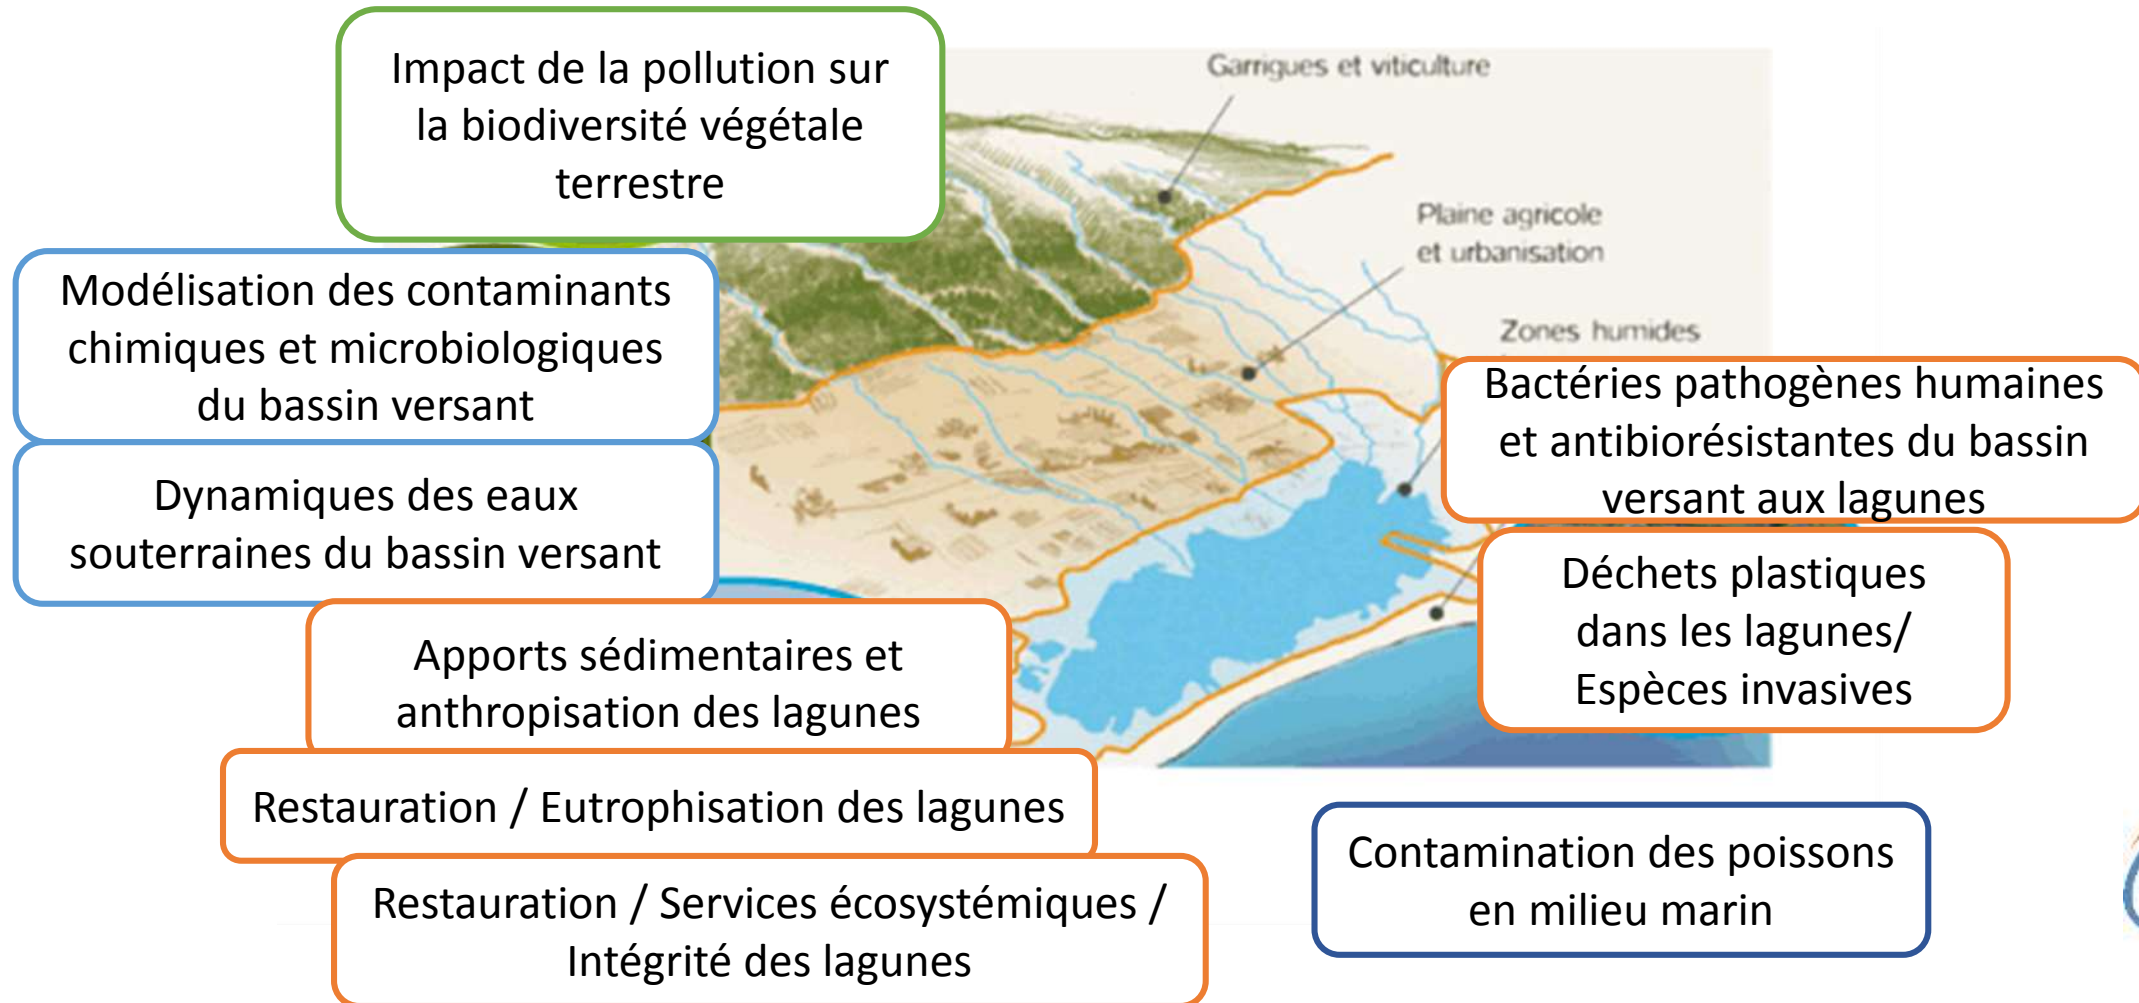 Impact de la pollution sur
la biodiversité végétale
terrestre
Garrigues et viticulture
Plaine agricole
et urbanisation
Zones humides
Modélisation des contaminants
chimiques et microbiologiques
du bassin versant
Dynamiques des eaux
souterraines du bassin versant
Bactéries pathogènes humaines
et antibiorésistantes du bassin
versant aux lagunes
Déchets plastiques
dans les lagunes/
Espèces invasives
Apports sédimentaires et
anthropisation des lagunes
Restauration / Eutrophisation des lagunes
Restauration / Services écosystémiques /
Intégrité des lagunes
Contamination des poissons
en milieu marin